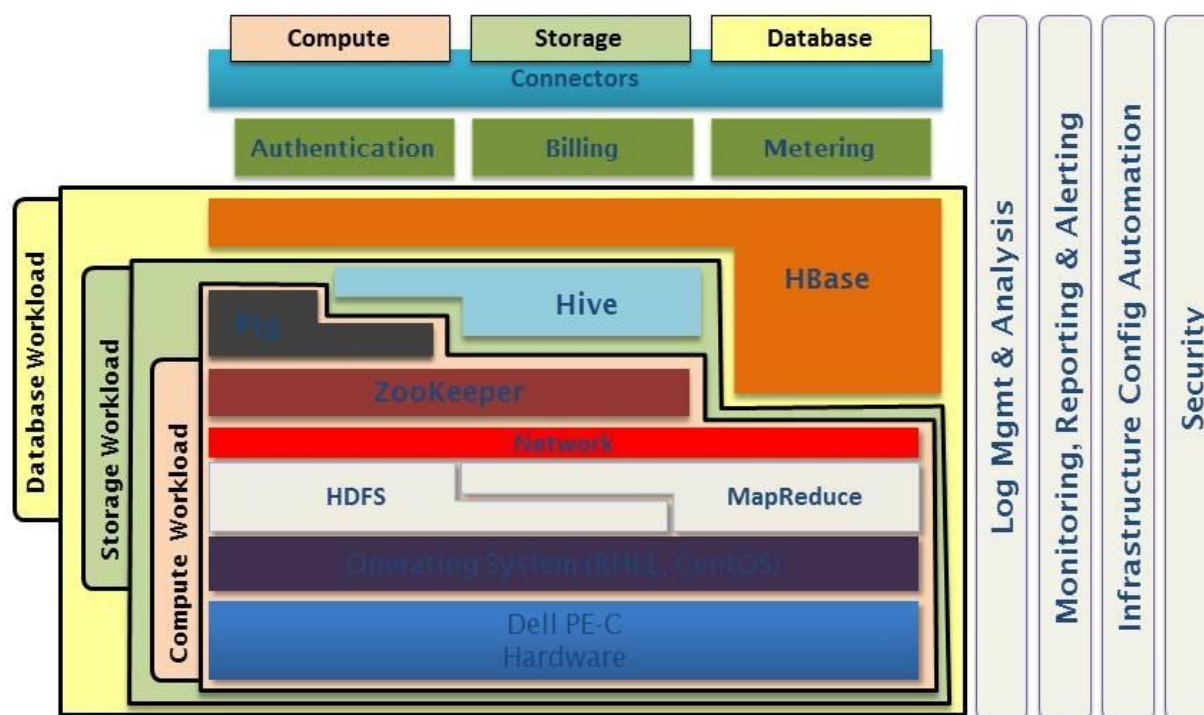 Compute
Storage
Database
Connectors
Authentication
Billing
Metering
Database Workload
Storage Workload
Compute Workload
HBase
Hive
Pig
ZooKeeper
Network
HDFS
MapReduce
Operating System (RHEL, CentOS)
Dell PE-C
Hardware
Log Mgmt & Analysis
Monitoring, Reporting & Alerting
Infrastructure Config Automation
Security